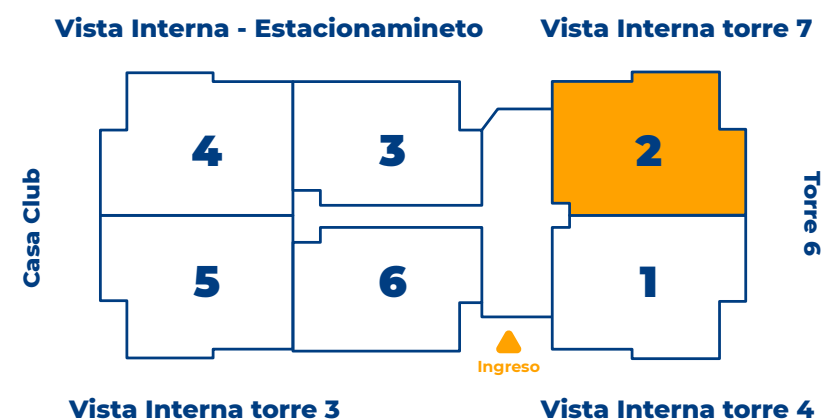 Vista Interna - Estacionamineto
Vista Interna torre 7
4
3
2
Casa Club
Torre 6
5
6
1
Ingreso
Vista Interna torre 3
Vista Interna torre 4